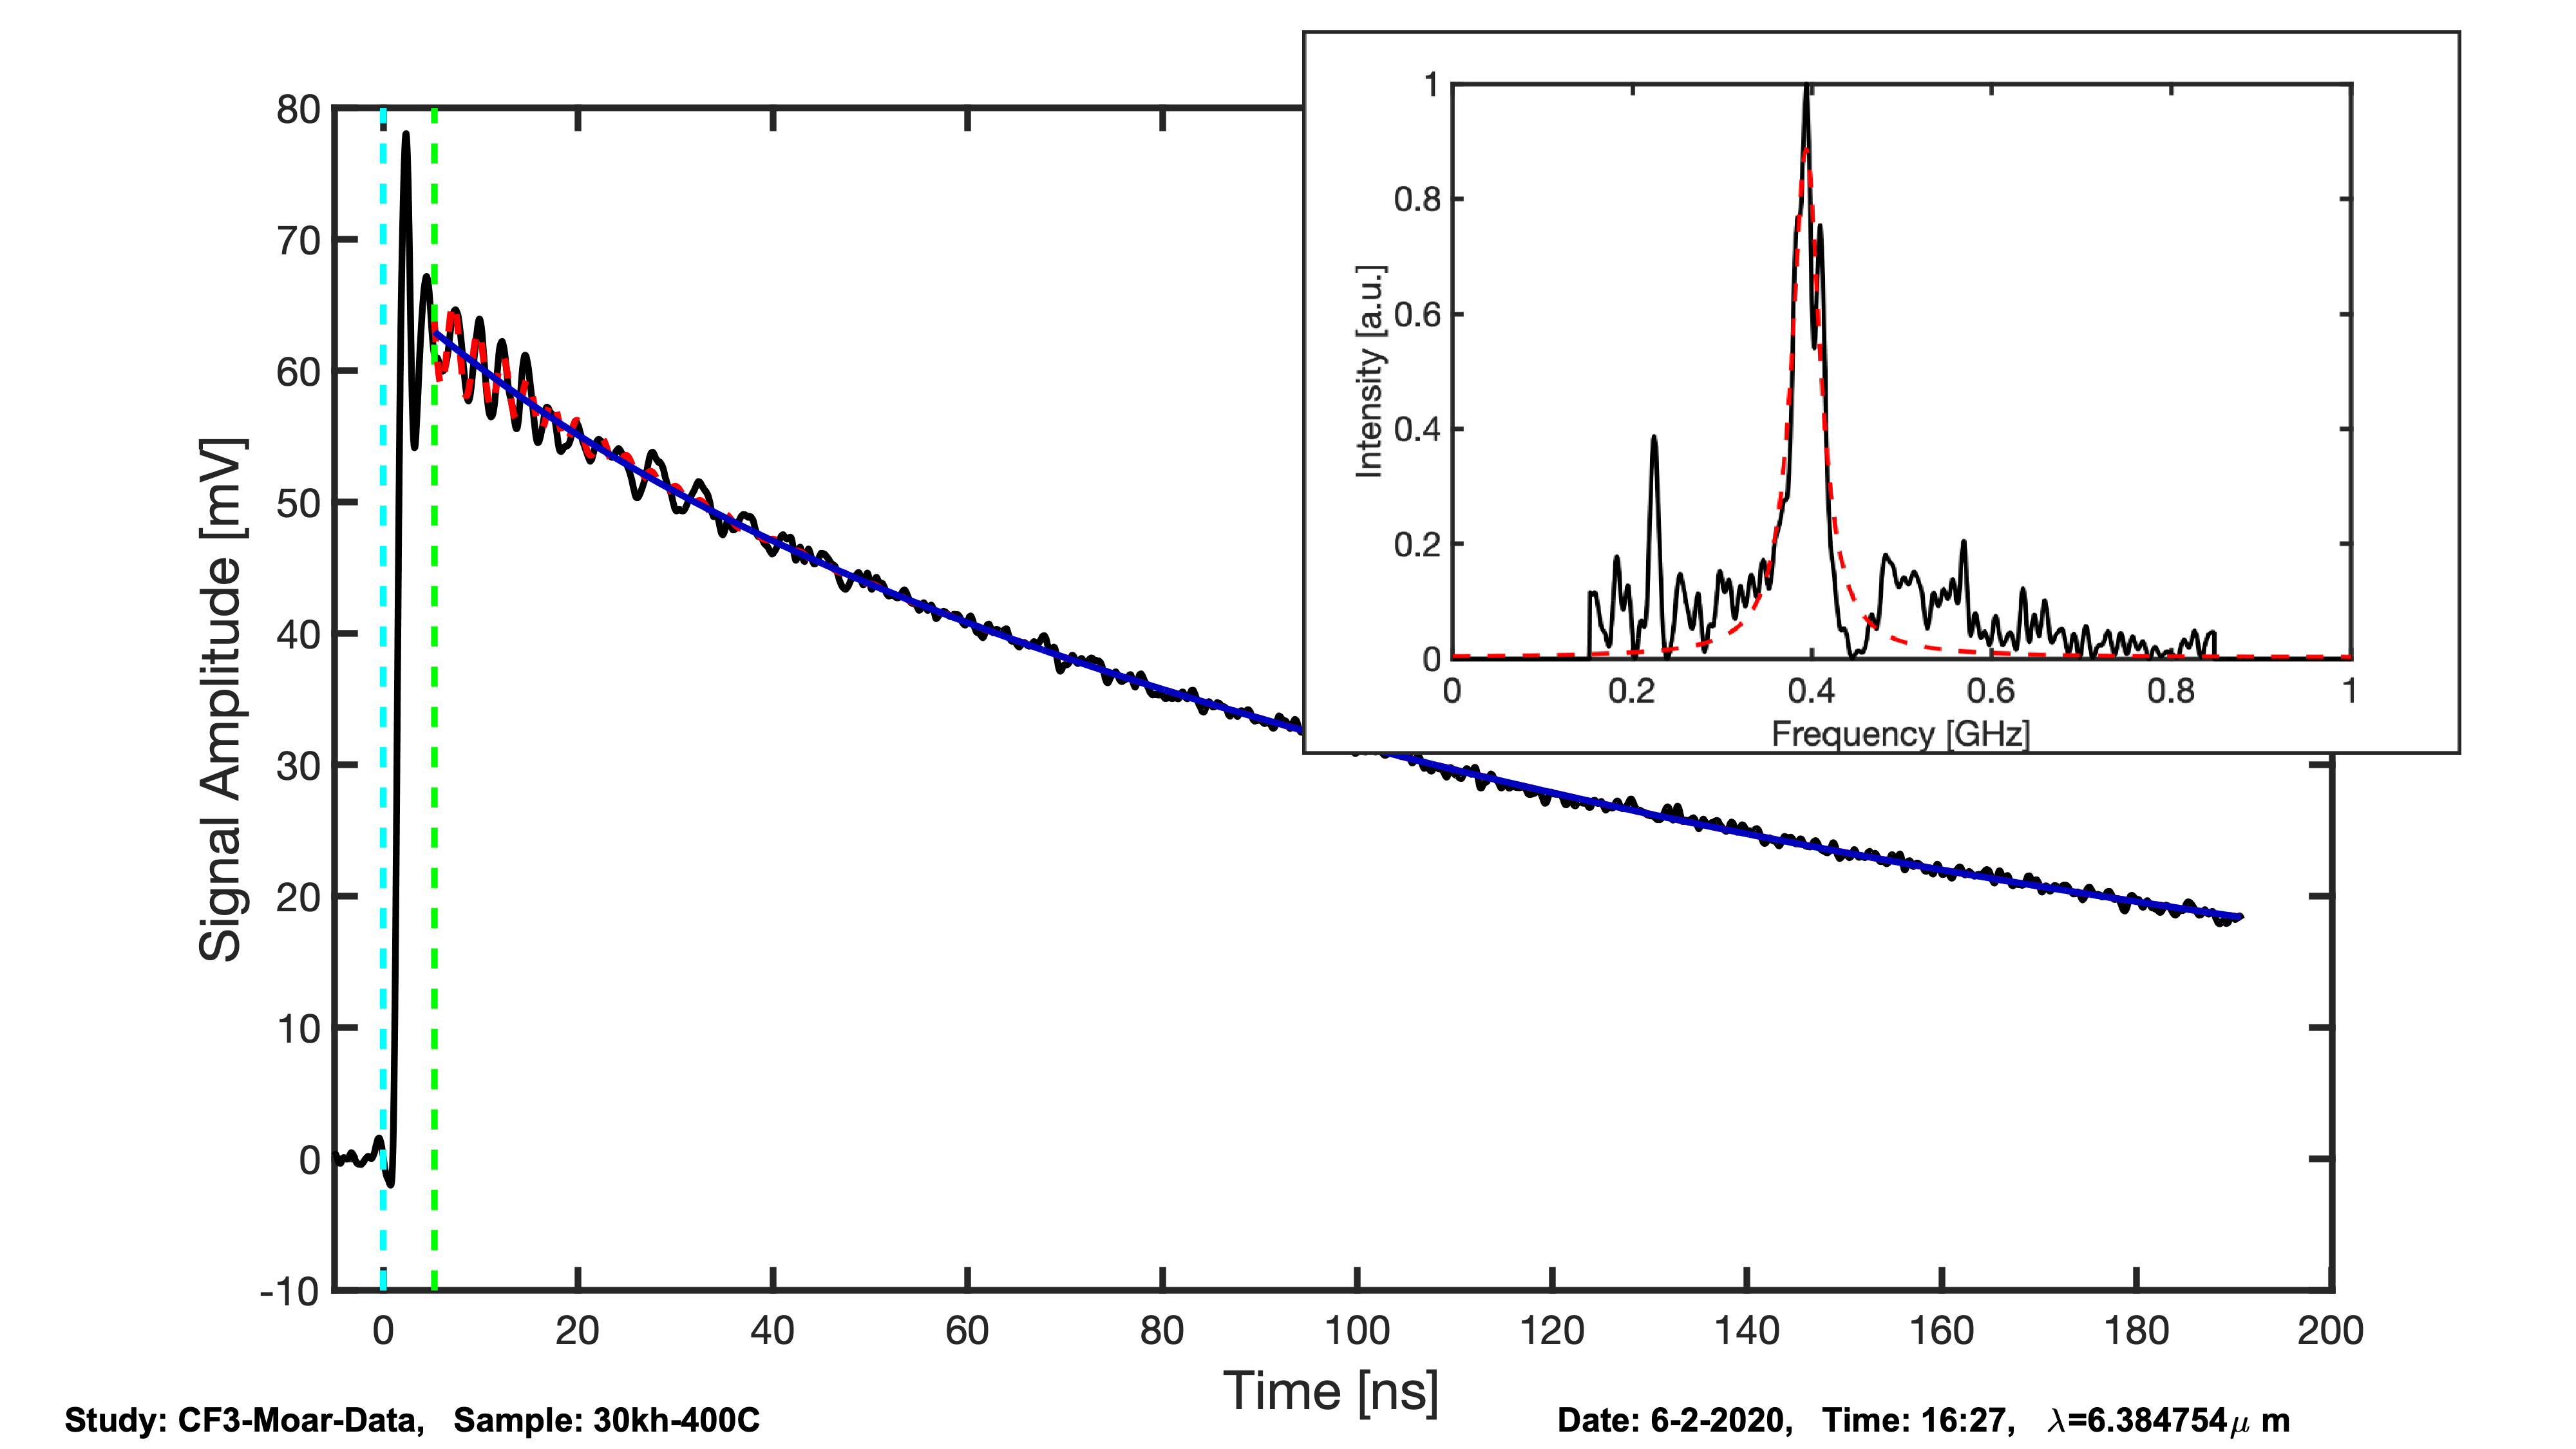 80
70
60
50
40
30
20
10
0
-10
Signal Amplitude [mV]
0 20 40 60 80 100 120 140 160 180 200
Time [ns]
1
0.8
0.6
0.4
0.2
0
Intensity [a.u.]
0 0.2 0.4 0.6 0.8 1
Frequency [GHz]
Study: CF3-Moar-Data, Sample: 30kh-400C
Date: 6-2-2020, Time: 16:27, λ=6.384754μ m